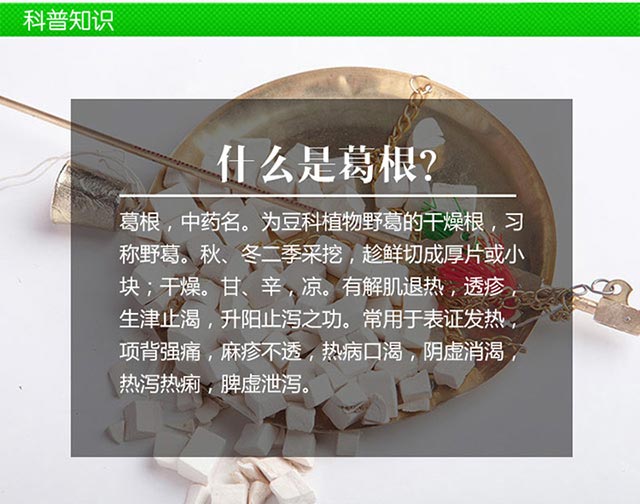 科普知识
什么是葛根?
葛根，中药名。为豆科植物野葛的干燥根，习
称野葛。秋、冬二季采挖，趁鲜切成厚片或小
块；干燥。甘、辛，凉。有解肌退热，透疹，
生津止渴，升阳止泻之功。常用于表证发热，
项背强痛，麻疹不透，热病口渴，阴虚消渴，
热泻热痢，脾虚泄泻。